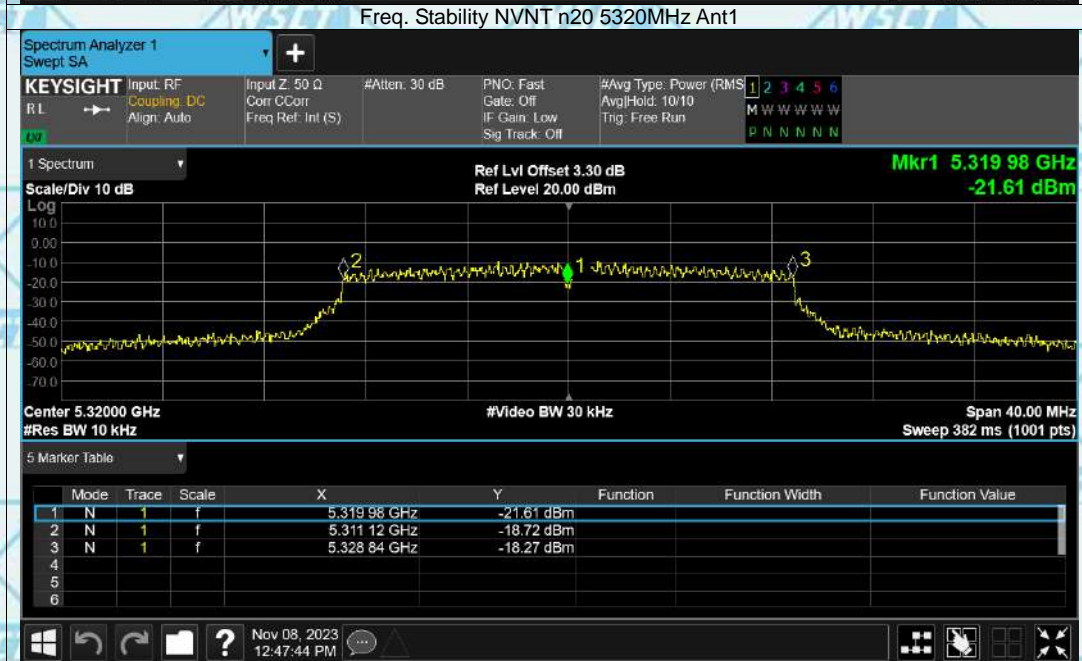 Freq. Stability NVNT n20 5320MHz Ant1
Spectrum Analyzer 1
Swept SA
+
KEYSIGHT Input: RF Input Z: 50 Ω #Atten: 30 dB PNO: Fast #Avg Type: Power (RMS 1 2 3 4 5 6
RL Coupling: DC Corr CCorr Gate: Off Avg|Hold: 10/10 M W W W W W
Align: Auto Freq Ref: Int (S) IF Gain: Low Trig: Free Run
Sig Track: Off P N N N N N
LXI
1 Spectrum Ref Lvl Offset 3.30 dB Mkr1 5.319 98 GHz
Scale/Div 10 dB Ref Level 20.00 dBm -21.61 dBm
Log
10.0
0.00
-10.0 2 1 3
-20.0
-30.0
-40.0
-50.0
-60.0
-70.0
Center 5.32000 GHz #Video BW 30 kHz Span 40.00 MHz
#Res BW 10 kHz Sweep 382 ms (1001 pts)
5 Marker Table
Mode Trace Scale X Y Function Function Width Function Value
1 N 1 f 5.319 98 GHz -21.61 dBm
2 N 1 f 5.311 12 GHz -18.72 dBm
3 N 1 f 5.328 84 GHz -18.27 dBm
4
5
6
? Nov 08, 2023
12:47:44 PM